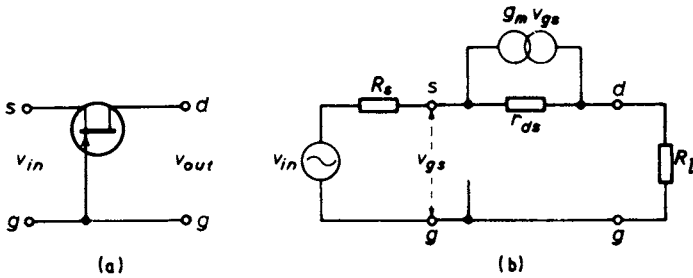 s
d
v_in
v_out
g
g
(a)
g_m v_gs
R_s
s
d
r_ds
v_in
v_gs
R_l
g
g
(b)